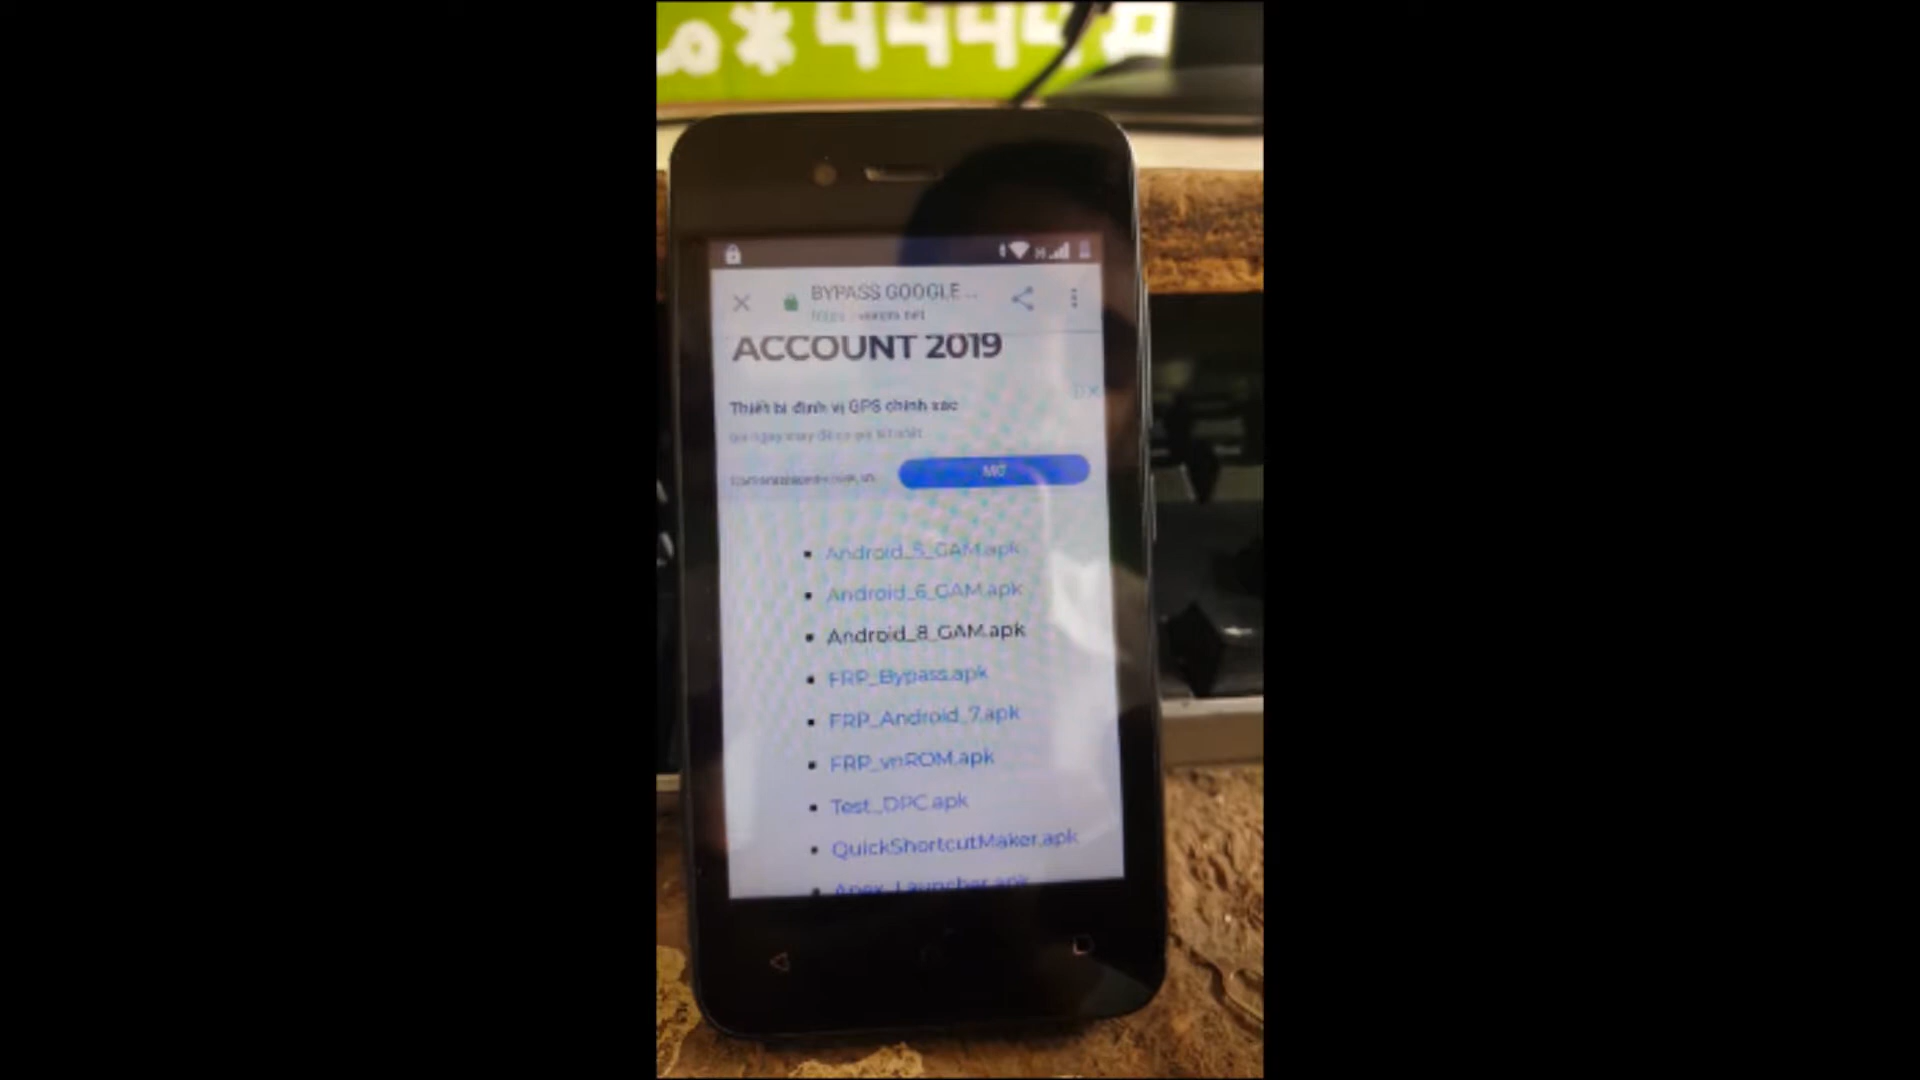 *9999
BYPASS GOOGLE ...
ACCOUNT 2019
Thiết bị định vị GPS chính xác
MỞ
Android_5_GAM.apk
Android_6_GAM.apk
Android_8_GAM.apk
FRP_Bypass.apk
FRP_Android_7.apk
FRP_vnROM.apk
Test_DPC.apk
QuickShortcutMaker.apk
Apex_Launcher.apk